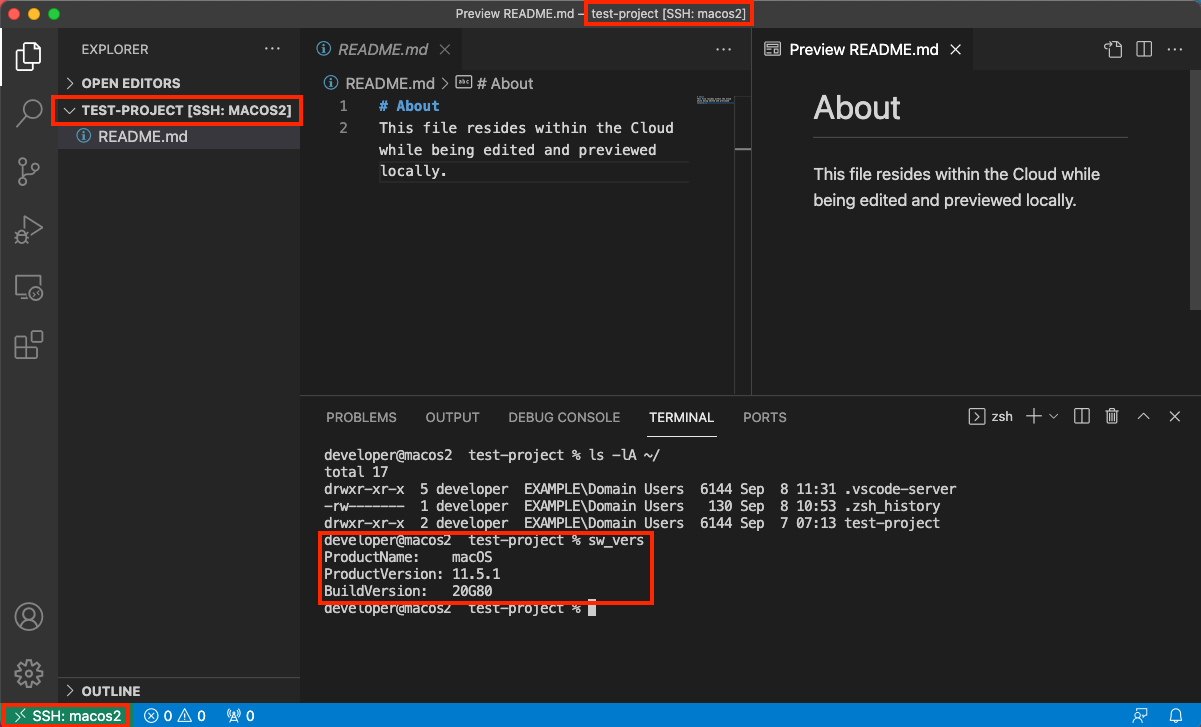 Preview README.md — test-project [SSH: macos2]
EXPLORER
OPEN EDITORS
TEST-PROJECT [SSH: MACOS2]
README.md
OUTLINE
README.md
README.md > # About
1 # About
2 This file resides within the Cloud
while being edited and previewed
locally.
Preview README.md
About
This file resides within the Cloud while
being edited and previewed locally.
PROBLEMS OUTPUT DEBUG CONSOLE TERMINAL PORTS
zsh
developer@macos2  test-project % ls -lA ~/
total 17
drwxr-xr-x  5 developer  EXAMPLE\Domain Users  6144 Sep  8 11:31 .vscode-server
-rw-------  1 developer  EXAMPLE\Domain Users   130 Sep  8 10:53 .zsh_history
drwxr-xr-x  2 developer  EXAMPLE\Domain Users  6144 Sep  7 07:13 test-project
developer@macos2  test-project % sw_vers
ProductName:    macOS
ProductVersion: 11.5.1
BuildVersion:   20G80
developer@macos2  test-project %
SSH: macos2 0 0 0